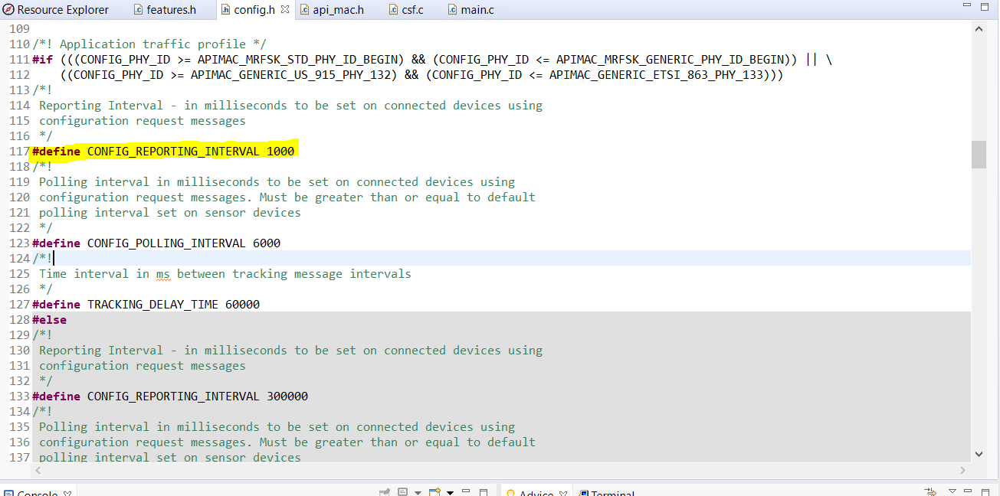 Resource Explorer features.h config.h api_mac.h csf.c main.c
109
110 /*! Application traffic profile */
111 #if (((CONFIG_PHY_ID >= APIMAC_MRFSK_STD_PHY_ID_BEGIN) && (CONFIG_PHY_ID <= APIMAC_MRFSK_GENERIC_PHY_ID_BEGIN)) || \
112 ((CONFIG_PHY_ID >= APIMAC_GENERIC_US_915_PHY_132) && (CONFIG_PHY_ID <= APIMAC_GENERIC_ETSI_863_PHY_133)))
113 /*!
114 Reporting Interval - in milliseconds to be set on connected devices using
115 configuration request messages
116 */
117 #define CONFIG_REPORTING_INTERVAL 1000
118 /*!
119 Polling interval in milliseconds to be set on connected devices using
120 configuration request messages. Must be greater than or equal to default
121 polling interval set on sensor devices
122 */
123 #define CONFIG_POLLING_INTERVAL 6000
124 /*!
125 Time interval in ms between tracking message intervals
126 */
127 #define TRACKING_DELAY_TIME 60000
128 #else
129 /*!
130 Reporting Interval - in milliseconds to be set on connected devices using
131 configuration request messages
132 */
133 #define CONFIG_REPORTING_INTERVAL 300000
134 /*!
135 Polling interval in milliseconds to be set on connected devices using
136 configuration request messages. Must be greater than or equal to default
137 polling interval set on sensor devices
Console Advice Terminal